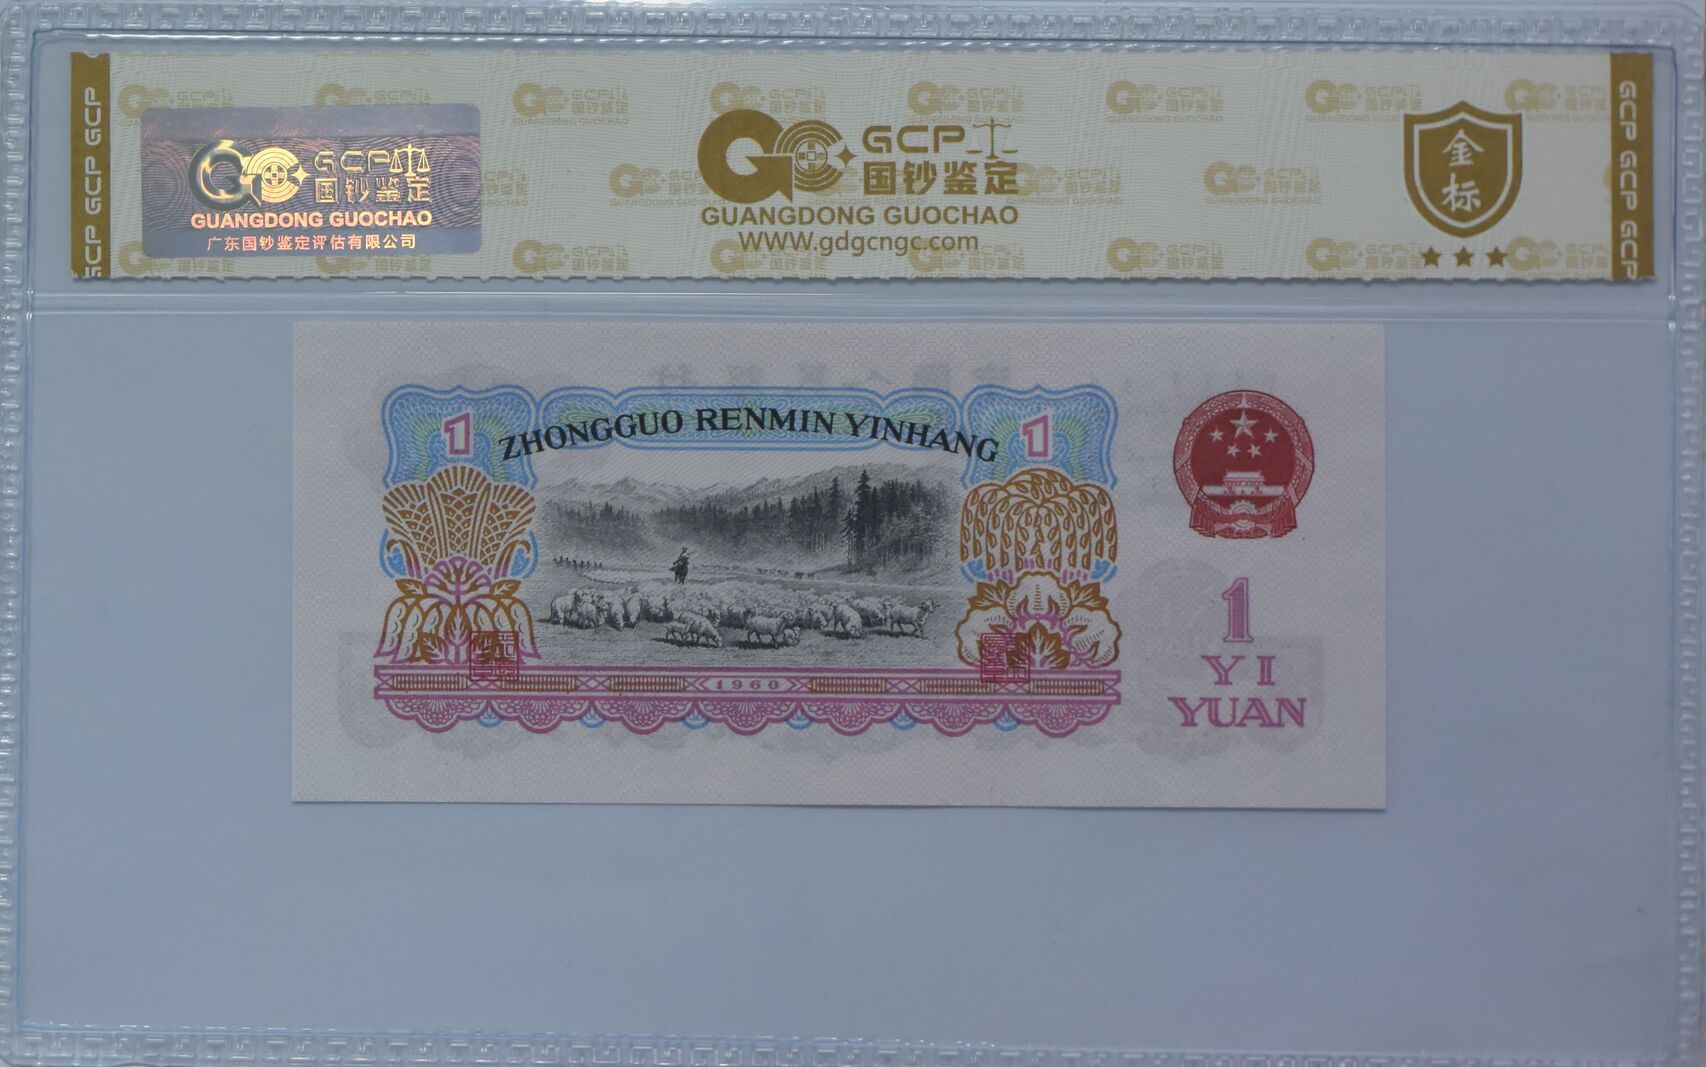 GCP GCP GCP
GCP
国钞鉴定
GUANGDONG GUOCHAO
广东国钞鉴定评估有限公司
GCP
国钞鉴定
GUANGDONG GUOCHAO
WWW.gdgcngc.com
金
标
GCP GCP GCP
ZHONGGUO RENMIN YINHANG
1
1
1960
1
YI
YUAN